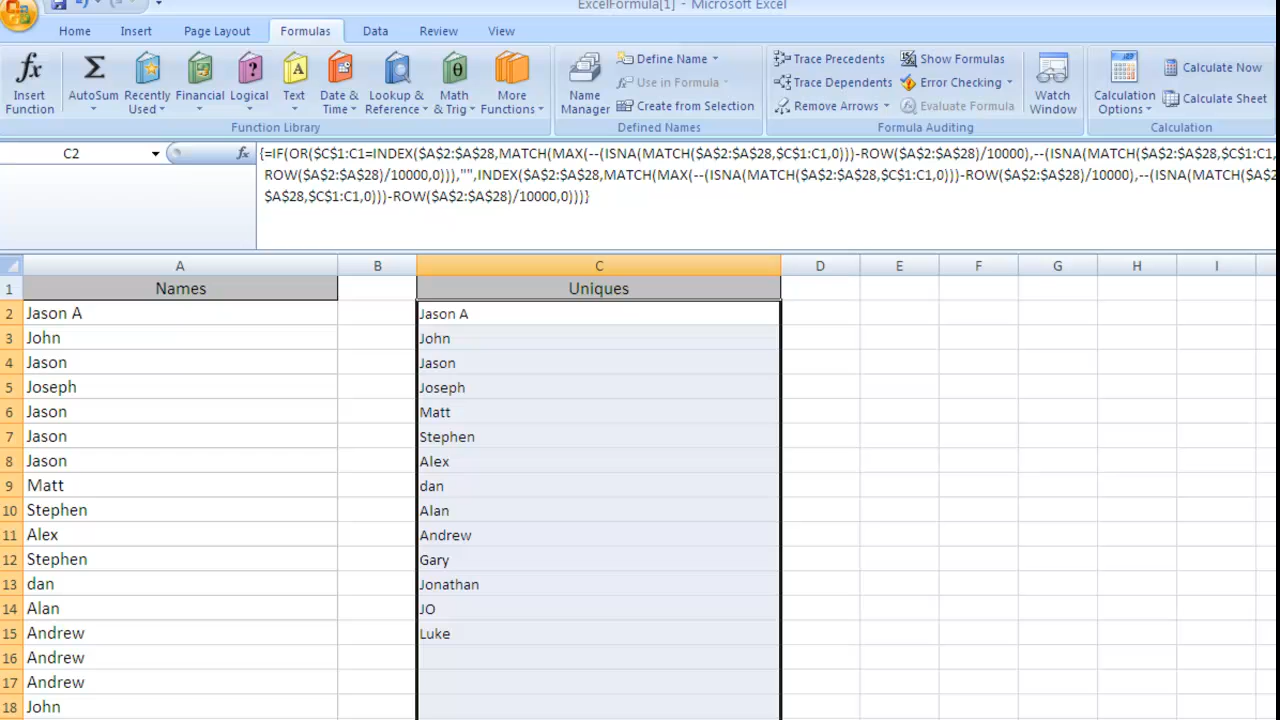 ExcelFormula[1] - Microsoft Excel
Home Insert Page Layout Formulas Data Review View
Insert Function
AutoSum
Recently Used
Financial
Logical
Text
Date & Time
Lookup & Reference
Math & Trig
More Functions
Function Library
Name Manager
Define Name
Use in Formula
Create from Selection
Defined Names
Trace Precedents
Trace Dependents
Remove Arrows
Show Formulas
Error Checking
Evaluate Formula
Formula Auditing
Watch Window
Calculation Options
Calculate Now
Calculate Sheet
Calculation
C2
fx
{=IF(OR($C$1:C1=INDEX($A$2:$A$28,MATCH(MAX(--(ISNA(MATCH($A$2:$A$28,$C$1:C1,0)))-ROW($A$2:$A$28)/10000),--(ISNA(MATCH($A$2:$A$28,$C$1:C1,
ROW($A$2:$A$28)/10000,0))),"",INDEX($A$2:$A$28,MATCH(MAX(--(ISNA(MATCH($A$2:$A$28,$C$1:C1,0)))-ROW($A$2:$A$28)/10000),--(ISNA(MATCH($A$2
$A$28,$C$1:C1,0)))-ROW($A$2:$A$28)/10000,0)))}
A B C D E F G H I
1 Names Uniques
2 Jason A Jason A
3 John John
4 Jason Jason
5 Joseph Joseph
6 Jason Matt
7 Jason Stephen
8 Jason Alex
9 Matt dan
10 Stephen Alan
11 Alex Andrew
12 Stephen Gary
13 dan Jonathan
14 Alan JO
15 Andrew Luke
16 Andrew
17 Andrew
18 John